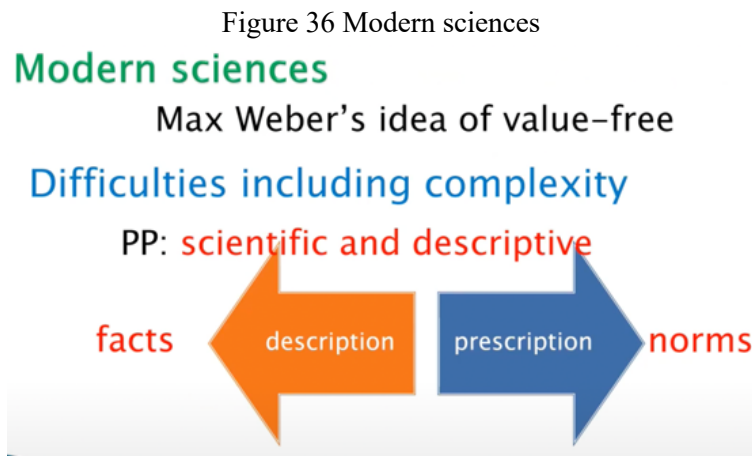 Figure 36 Modern sciences
Modern sciences
Max Weber's idea of value-free
Difficulties including complexity
PP: scientific and descriptive
facts description prescription norms